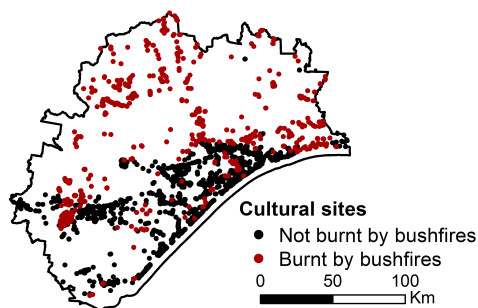 Cultural sites
Not burnt by bushfires
Burnt by bushfires
0 50 100
Km